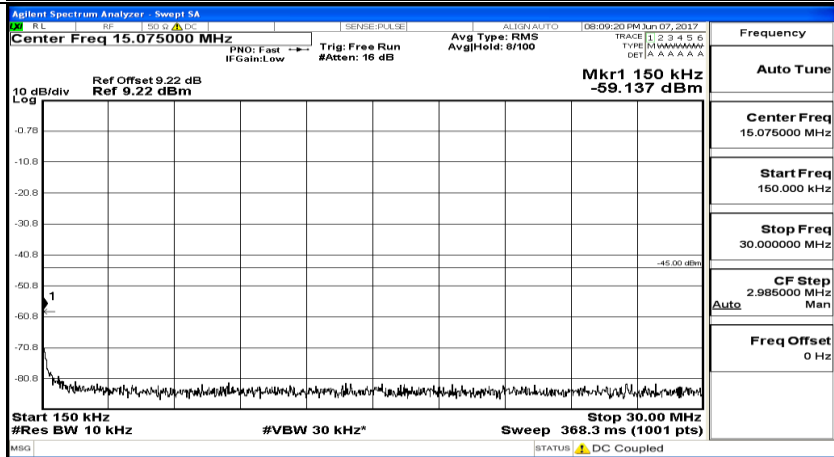 Agilent Spectrum Analyzer - Swept SA
LXI RL RF 50 Ω DC SENSE:PULSE ALIGN AUTO 08:09:20 PM Jun 07, 2017
Center Freq 15.075000 MHz
PNO: Fast
IFGain:Low
Trig: Free Run
#Atten: 16 dB
Avg Type: RMS
Avg|Hold: 8/100
TRACE 1 2 3 4 5 6
TYPE M WWWWW
DET A A A A A A
Ref Offset 9.22 dB
10 dB/div Ref 9.22 dBm
Log
Mkr1 150 kHz
-59.137 dBm
-0.78
-10.8
-20.8
-30.8
-40.8
-50.8
-60.8
-70.8
-80.8
-45.00 dBm
1
Start 150 kHz Stop 30.00 MHz
#Res BW 10 kHz #VBW 30 kHz* Sweep 368.3 ms (1001 pts)
MSG STATUS DC Coupled
Frequency
Auto Tune
Center Freq
15.075000 MHz
Start Freq
150.000 kHz
Stop Freq
30.000000 MHz
CF Step
2.985000 MHz
Auto Man
Freq Offset
0 Hz